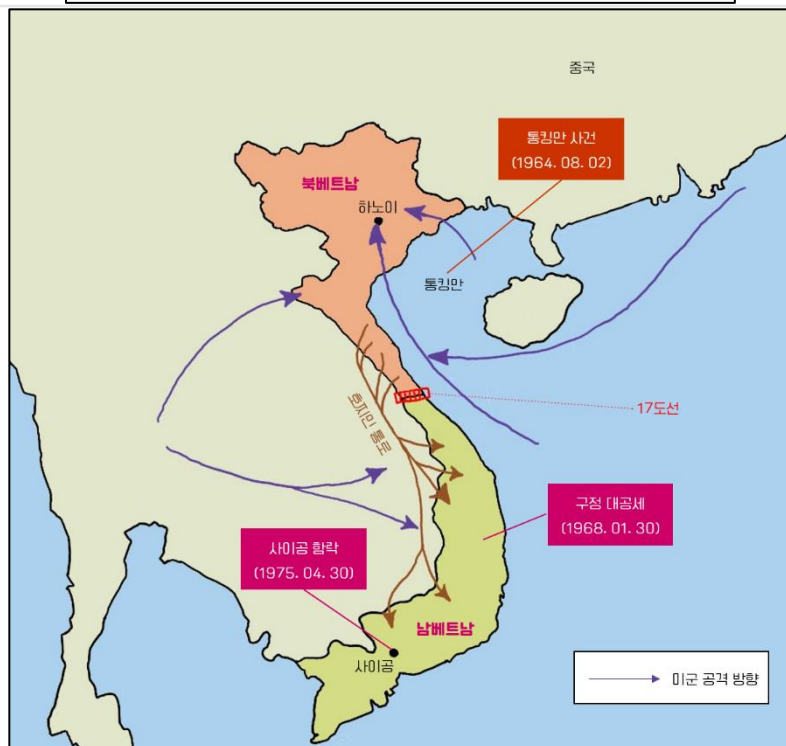 중국
통킹만 사건
(1964. 08. 02)
북베트남
하노이
통킹만
호찌민 통로
17도선
구정 대공세
(1968. 01. 30)
사이공 함락
(1975. 04. 30)
남베트남
사이공
미군 공격 방향